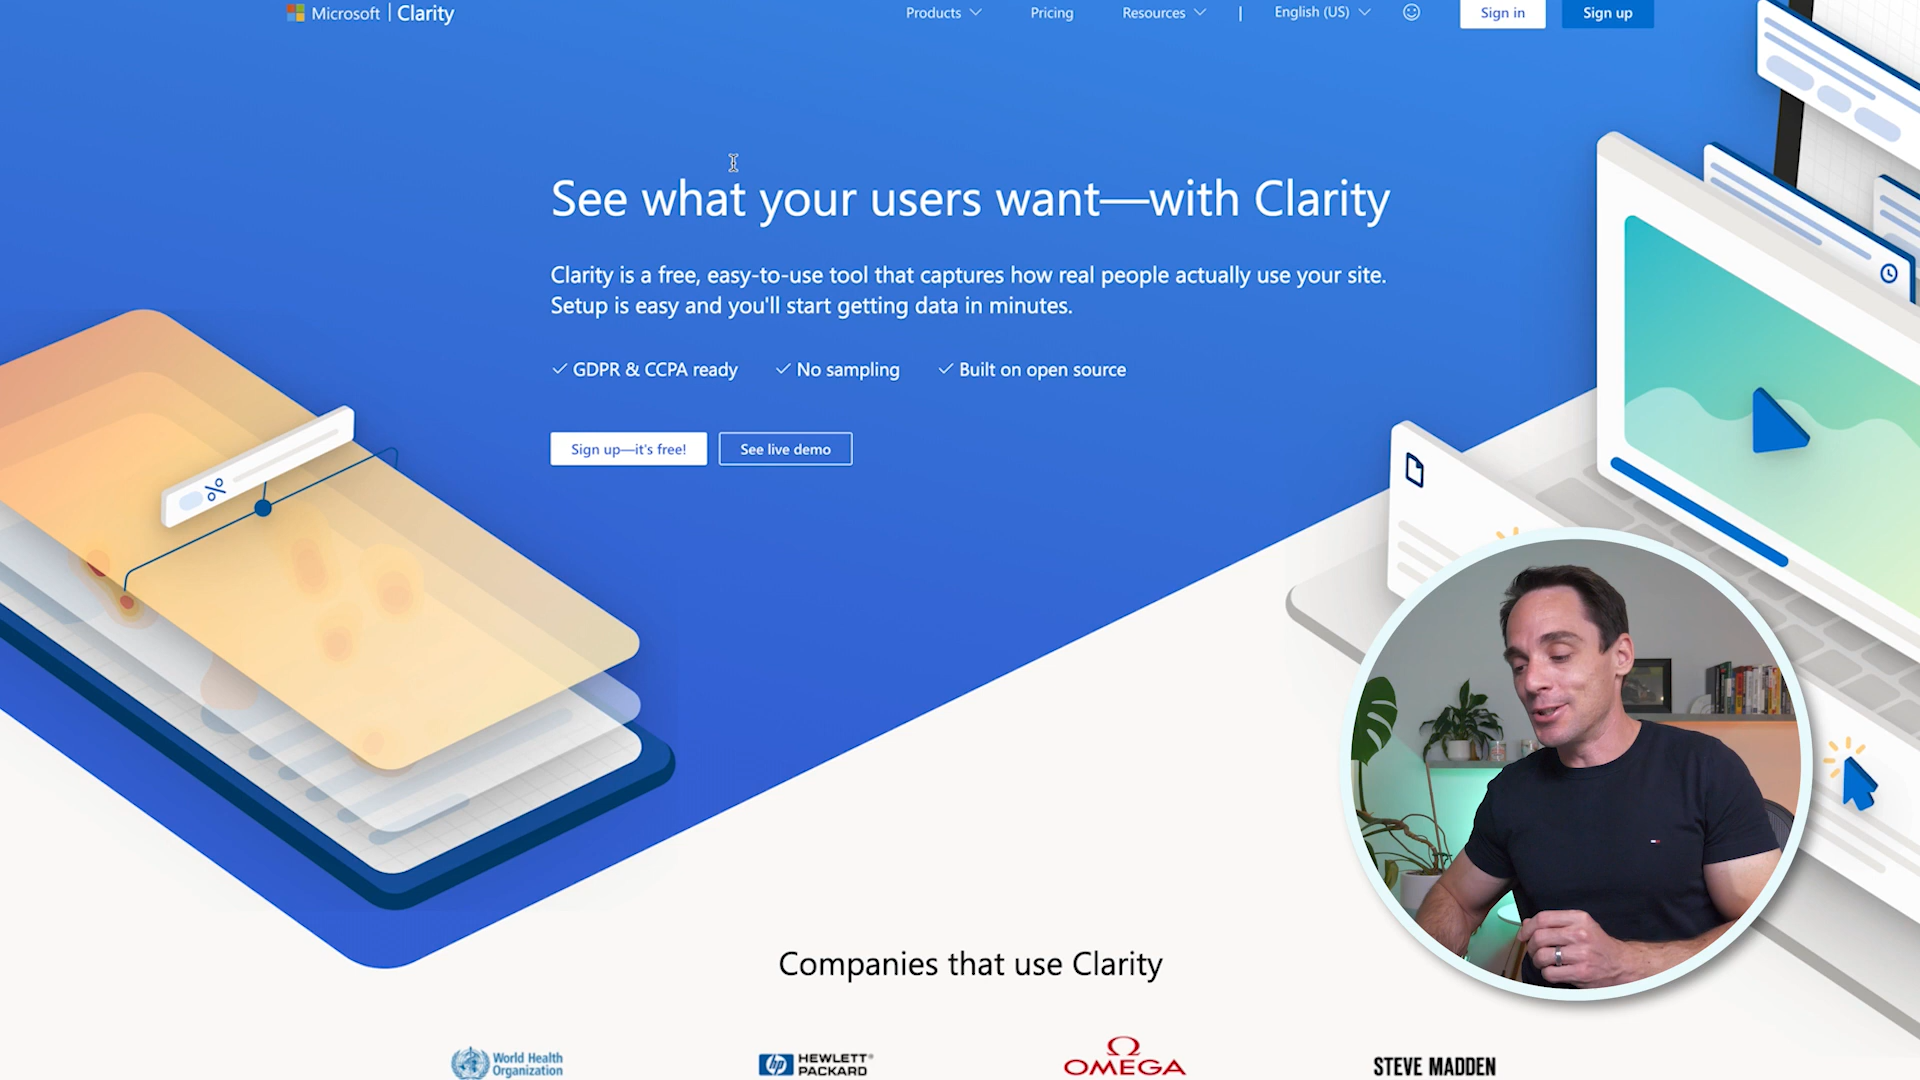 Microsoft | Clarity
Products
Pricing
Resources
|
English (US)
Sign in
Sign up
See what your users want—with Clarity
Clarity is a free, easy-to-use tool that captures how real people actually use your site.
Setup is easy and you'll start getting data in minutes.
GDPR & CCPA ready
No sampling
Built on open source
Sign up—it's free!
See live demo
%
Companies that use Clarity
World Health
Organization
hp
HEWLETT®
PACKARD
Ω
OMEGA
STEVE MADDEN